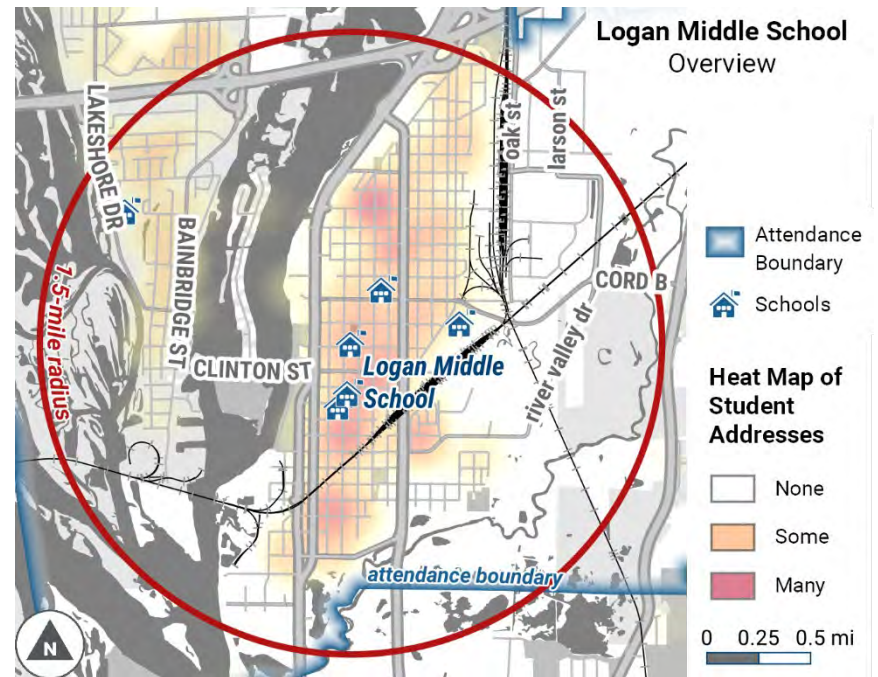 Logan Middle School
Overview
LAKESHORE DR
BAINBRIDGE ST
oak st
larson st
CORD B
1.5-mile radius
CLINTON ST
river valley dr
Logan Middle
School
attendance boundary
N
Attendance
Boundary
Schools
Heat Map of
Student
Addresses
None
Some
Many
0 0.25 0.5 mi